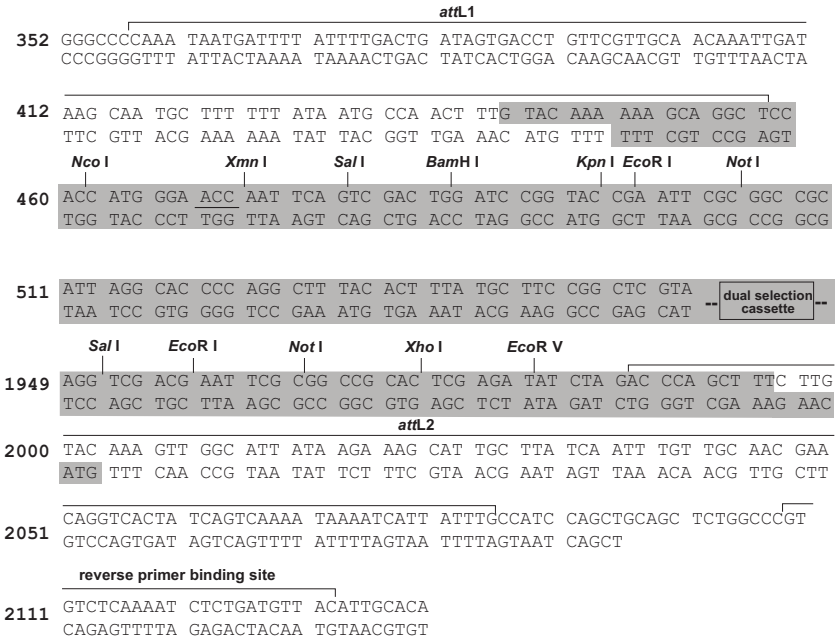 attL1
352 GGGCCCCAAA TAATGATTTT ATTTTGACTG ATAGTGACCT GTTCGTTGCA ACAAATTGAT
CCCGGGGTTT ATTACTAAAA TAAAACTGAC TATCACTGGA CAAGCAACGT TGTTTAACTA
412 AAG CAA TGC TTT TTT ATA ATG CCA ACT TTG TAC AAA AAA GCA GGC TCC
TTC GTT ACG AAA AAA TAT TAC GGT TGA AAC ATG TTT TTT CGT CCG AGT
Nco I Xmn I Sal I BamH I Kpn I EcoR I Not I
460 ACC ATG GGA ACC AAT TCA GTC GAC TGG ATC CGG TAC CGA ATT CGC GGC CGC
TGG TAC CCT TGG TTA AGT CAG CTG ACC TAG GCC ATG GCT TAA GCG CCG GCG
511 ATT AGG CAC CCC AGG CTT TAC ACT TTA TGC TTC CGG CTC GTA -- dual selection cassette --
TAA TCC GTG GGG TCC GAA ATG TGA AAT ACG AAG GCC GAG CAT
Sal I EcoR I Not I Xho I EcoR V
1949 AGG TCG ACG AAT TCG CGG CCG CAC TCG AGA TAT CTA GAC CCA GCT TTC TTG
TCC AGC TGC TTA AGC GCC GGC GTG AGC TCT ATA GAT CTG GGT CGA AAG AAC
attL2
2000 TAC AAA GTT GGC ATT ATA AGA AAG CAT TGC TTA TCA ATT TGT TGC AAC GAA
ATG TTT CAA CCG TAA TAT TCT TTC GTA ACG AAT AGT TAA ACA ACG TTG CTT
2051 CAGGTCACTA TCAGTCAAAA TAAAATCATT ATTTGCCATC CAGCTGCAGC TCTGGCCCGT
GTCCAGTGAT AGTCAGTTTT ATTTTAGTAA TTTTAGTAAT CAGCT
reverse primer binding site
2111 GTCTCAAAAT CTCTGATGTT ACATTGCACA
CAGAGTTTTA GAGACTACAA TGTAACGTGT